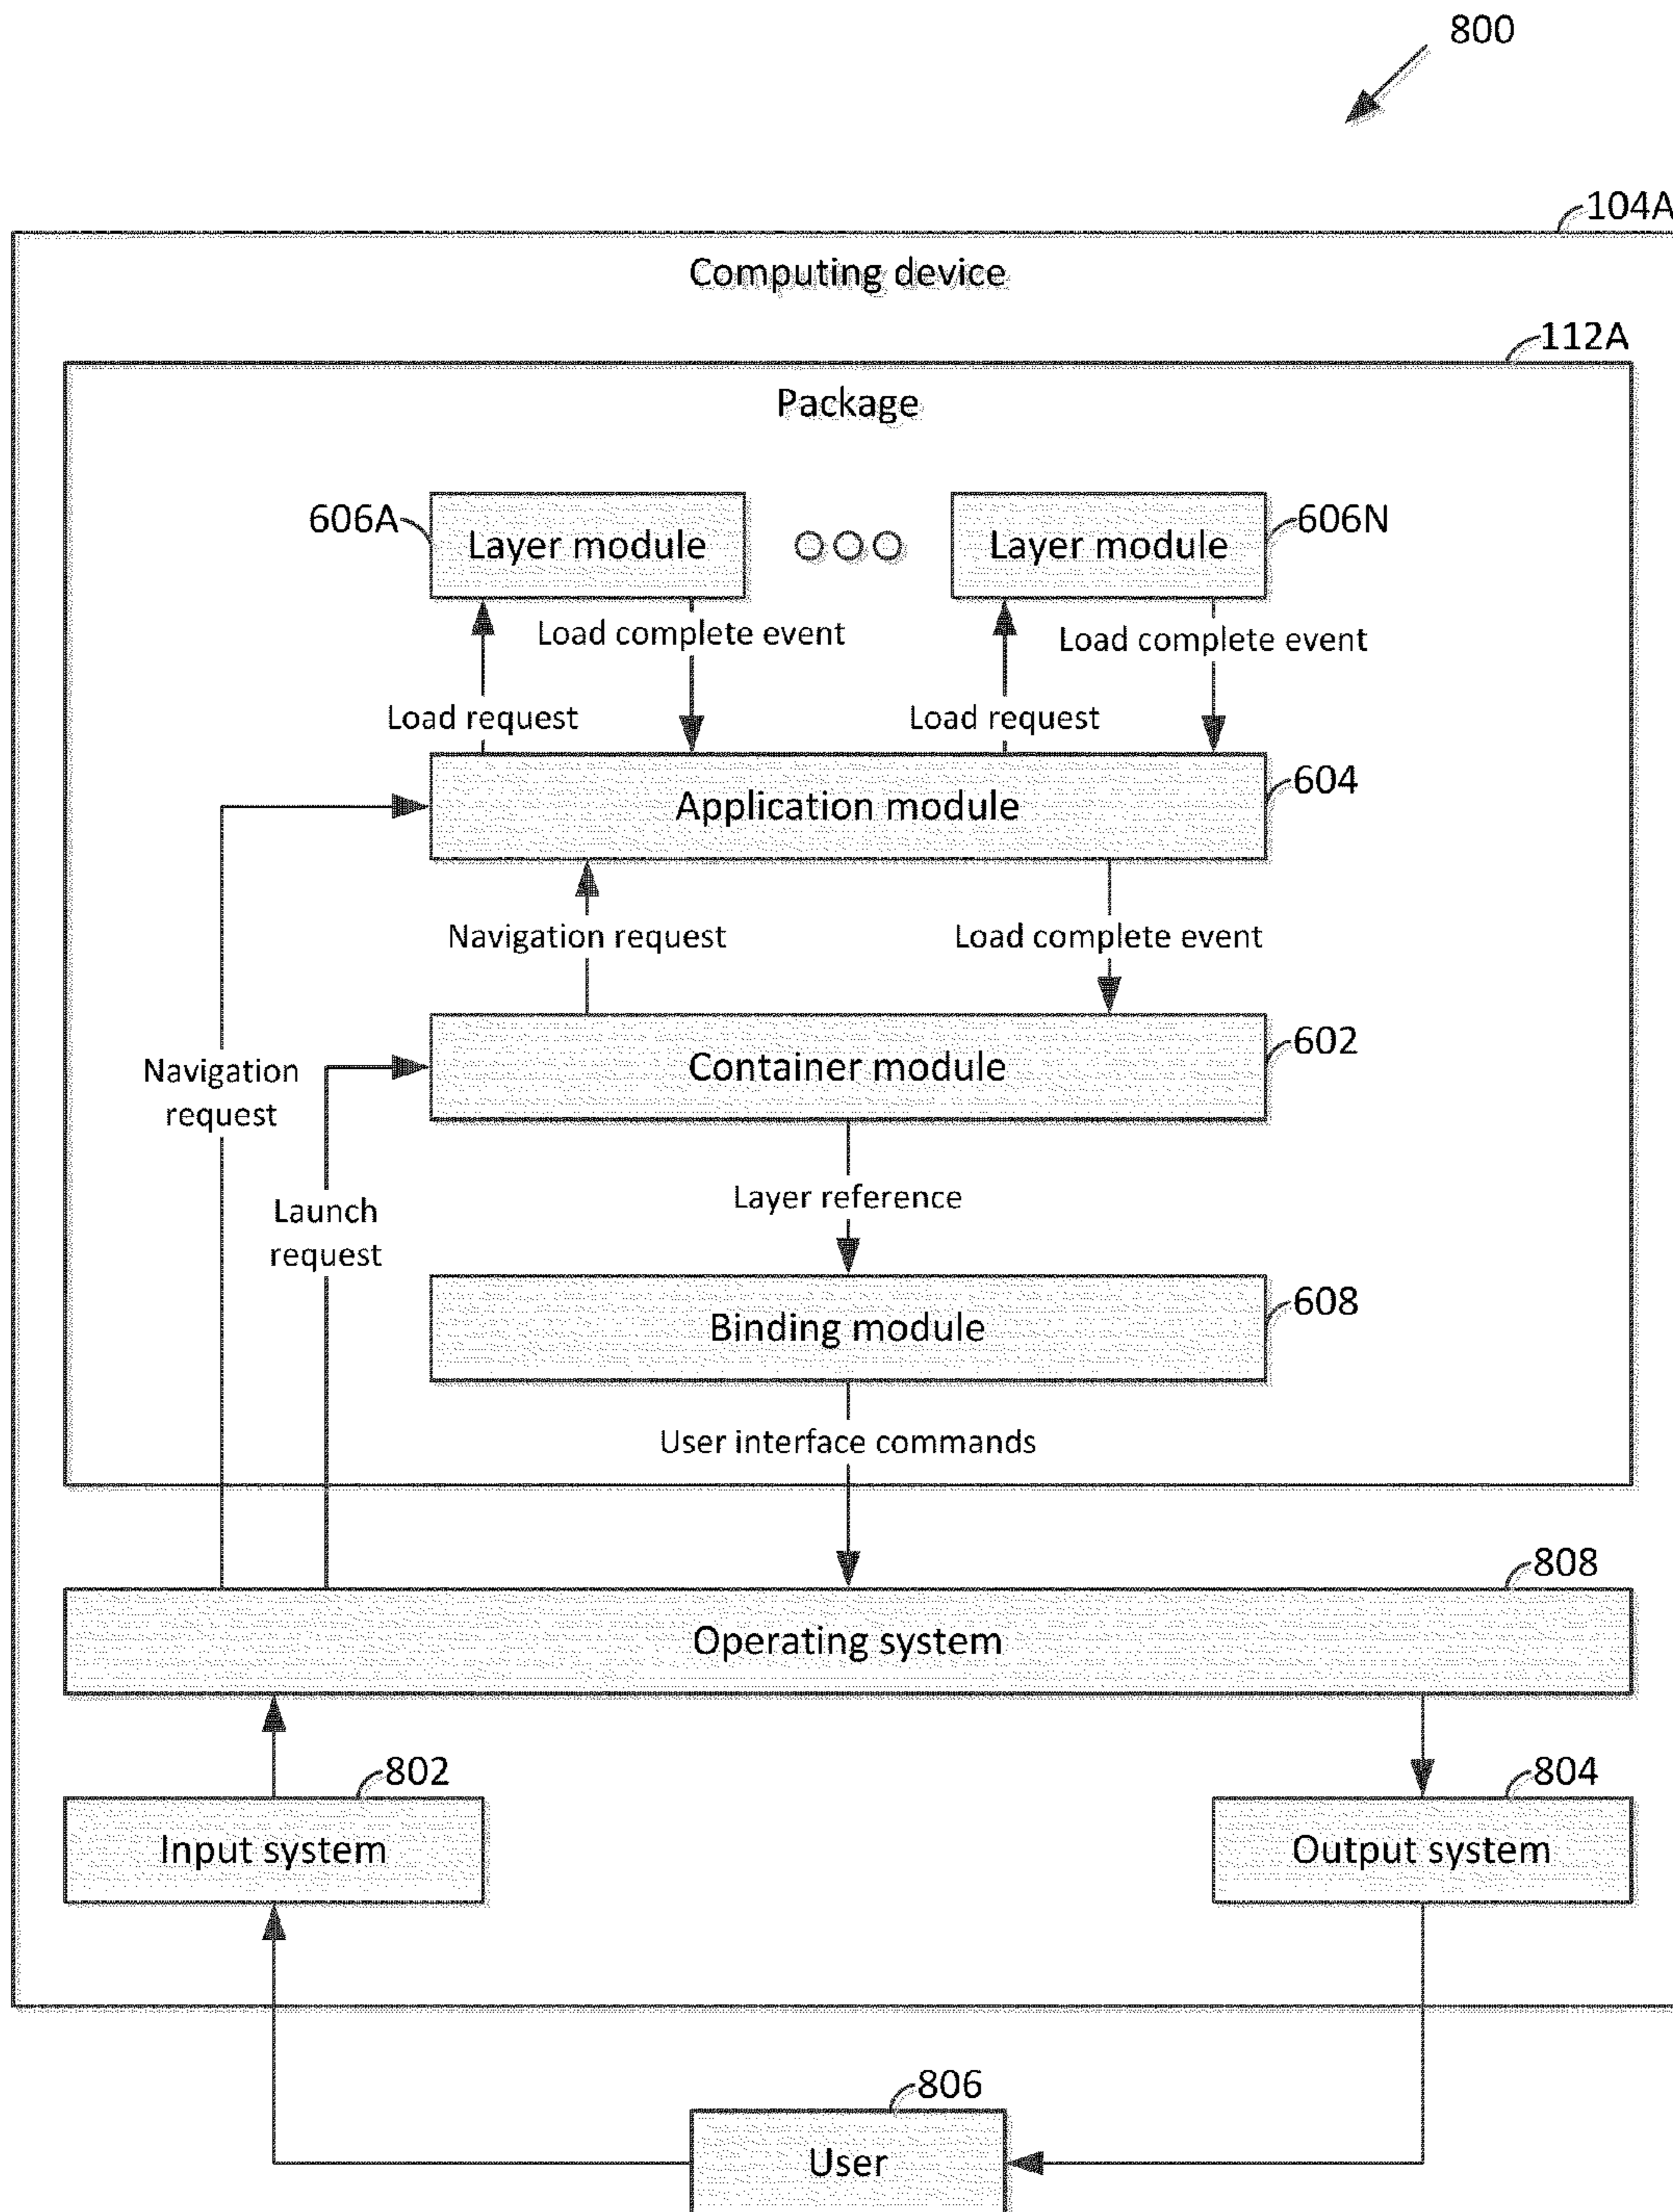 800
104A
Computing device
112A
Package
606A
Layer module
Layer module
606N
Load complete event
Load complete event
Load request
Load request
Application module
604
Navigation request
Load complete event
Container module
602
Navigation
request
Layer reference
Launch
request
Binding module
608
User interface commands
808
Operating system
802
804
Input system
Output system
806
User